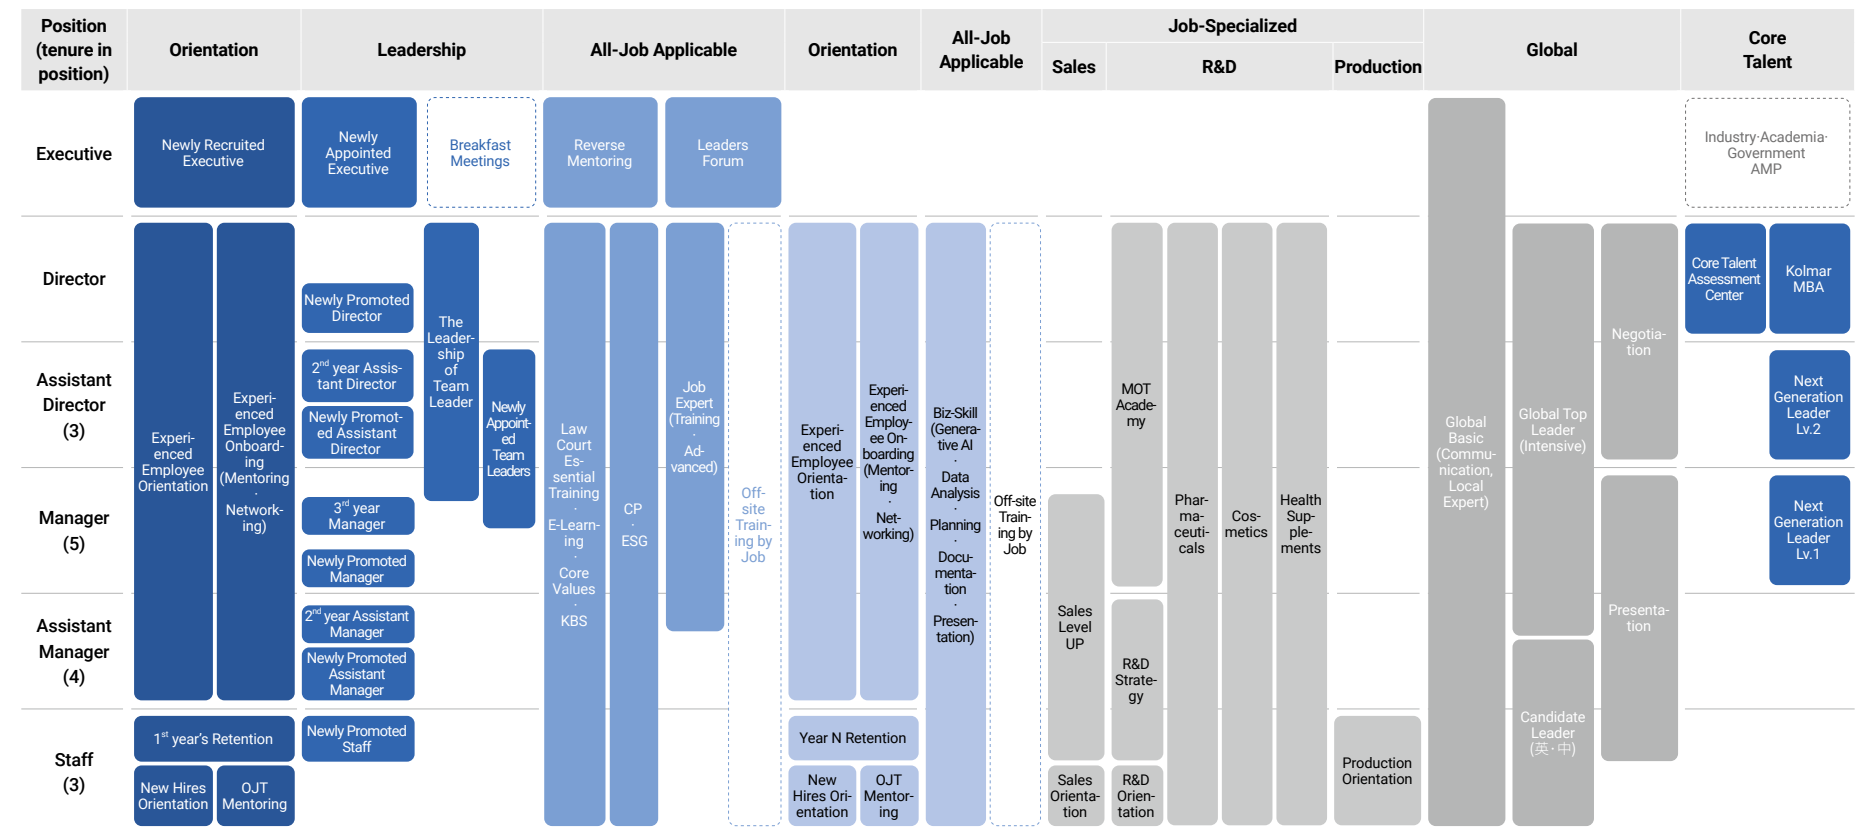 Position
(tenure in
position)
Orientation
Leadership
All-Job Applicable
Orientation
All-Job
Applicable
Job-Specialized
Sales
R&D
Production
Global
Core
Talent
Executive
Newly Recruited
Executive
Newly
Appointed
Executive
Breakfast
Meetings
Reverse
Mentoring
Leaders
Forum
Industry·Academia·
Government
AMP
Director
Assistant
Director
(3)
Manager
(5)
Assistant
Manager
(4)
Staff
(3)
Experi-
enced
Employee
Orientation
Experi-
enced
Employee
Onboard-
ing
(Mentoring
·
Network-
ing)
1st year's Retention
New Hires
Orientation
OJT
Mentoring
Newly Promoted
Director
2nd year Assis-
tant Director
Newly Promot-
ed Assistant
Director
3rd year
Manager
Newly Promoted
Manager
2nd year Assistant
Manager
Newly Promoted
Assistant
Manager
Newly Promoted
Staff
The
Leader-
ship
of
Team
Leader
Newly
Appoint-
ed
Team
Leaders
Law
Court
Es-
sential
Training
·
E-Learn-
ing
·
Core
Values
·
KBS
CP
·
ESG
Job
Expert
(Training
·
Ad-
vanced)
Off-
site
Train-
ing by
Job
Experi-
enced
Employee
Orienta-
tion
Experi-
enced
Employ-
ee On-
boarding
(Mentor-
ing
·
Net-
working)
Year N Retention
New
Hires Ori-
entation
OJT
Mentor-
ing
Biz-Skill
(Genera-
tive AI
·
Data
Analysis
·
Planning
·
Docu-
menta-
tion
·
Presen-
tation)
Off-site
Train-
ing by
Job
Sales
Level
UP
Sales
Orienta-
tion
MOT
Acade-
my
R&D
Strate-
gy
R&D
Orien-
tation
Phar-
ma-
ceuti-
cals
Cos-
metics
Health
Sup-
ple-
ments
Production
Orientation
Global
Basic
(Commu-
nication,
Local
Expert)
Global Top
Leader
(Intensive)
Candidate
Leader
(英·中)
Negotia-
tion
Presenta-
tion
Core Talent
Assessment
Center
Kolmar
MBA
Next
Generation
Leader
Lv.2
Next
Generation
Leader
Lv.1